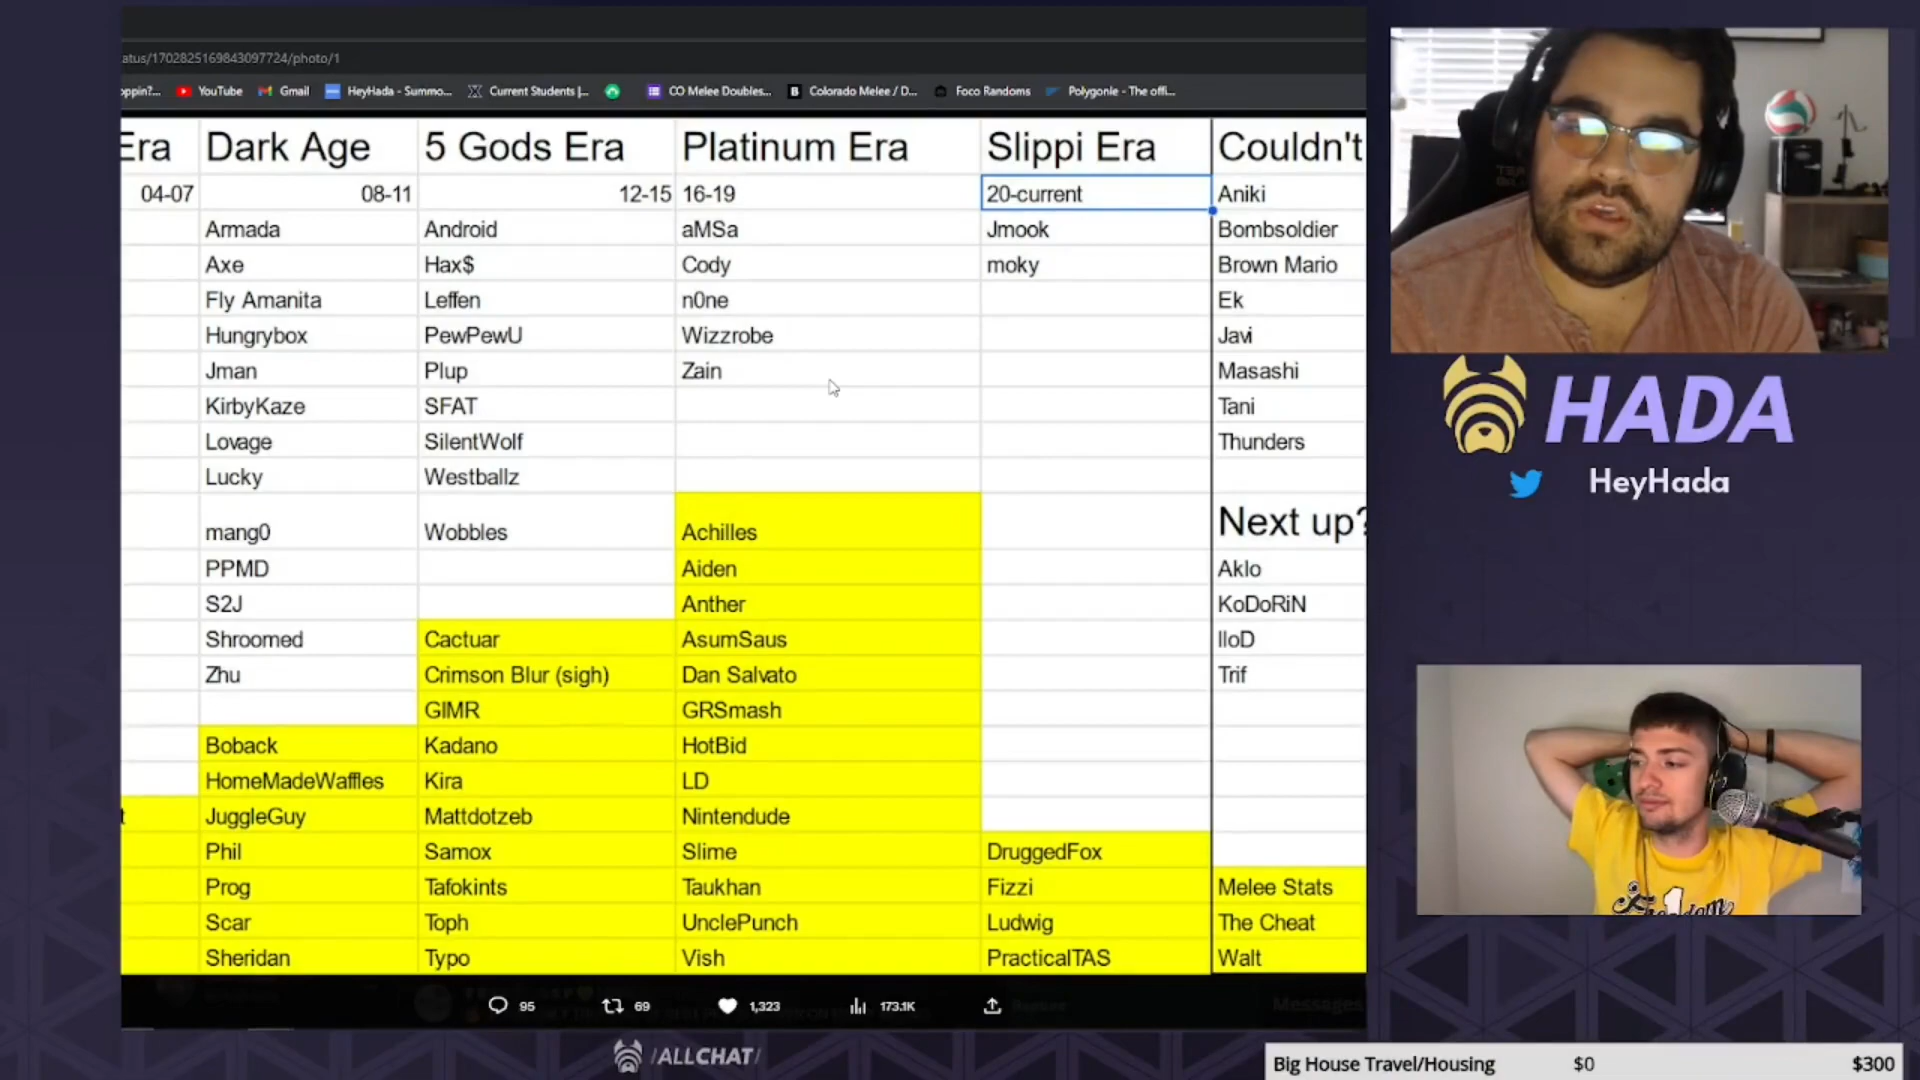 atus/1702825169843097724/photo/1
oppin?... YouTube Gmail HeyHada - Summo... Current Students |... CO Melee Doubles... Colorado Melee / D... Foco Randoms Polygonie - The offi...
Era Dark Age 5 Gods Era Platinum Era Slippi Era Couldn't
04-07 08-11 12-15 16-19 20-current Aniki
Armada Android aMSa Jmook Bombsoldier
Axe Hax$ Cody moky Brown Mario
Fly Amanita Leffen n0ne Ek
Hungrybox PewPewU Wizzrobe Javi
Jman Plup Zain Masashi
KirbyKaze SFAT Tani
Lovage SilentWolf Thunders
Lucky Westballz
Next up?
mang0 Wobbles Achilles
PPMD Aiden Aklo
S2J Anther KoDoRiN
Shroomed Cactuar AsumSaus lloD
Zhu Crimson Blur (sigh) Dan Salvato Trif
GIMR GRSmash
Boback Kadano HotBid
HomeMadeWaffles Kira LD
t JuggleGuy Mattdotzeb Nintendude
Phil Samox Slime DruggedFox
Prog Tafokints Taukhan Fizzi Melee Stats
Scar Toph UnclePunch Ludwig The Cheat
Sheridan Typo Vish PracticalTAS Walt
95 69 1,323 173.1K
Messages
HADA
HeyHada
/ALLCHAT/
Big House Travel/Housing $0 $300